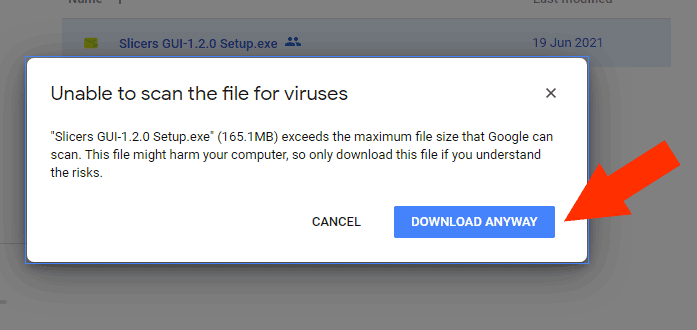 Name
Last modified
Slicers GUI-1.2.0 Setup.exe
19 Jun 2021
Unable to scan the file for viruses
"Slicers GUI-1.2.0 Setup.exe" (165.1MB) exceeds the maximum file size that Google can
scan. This file might harm your computer, so only download this file if you understand
the risks.
CANCEL
DOWNLOAD ANYWAY